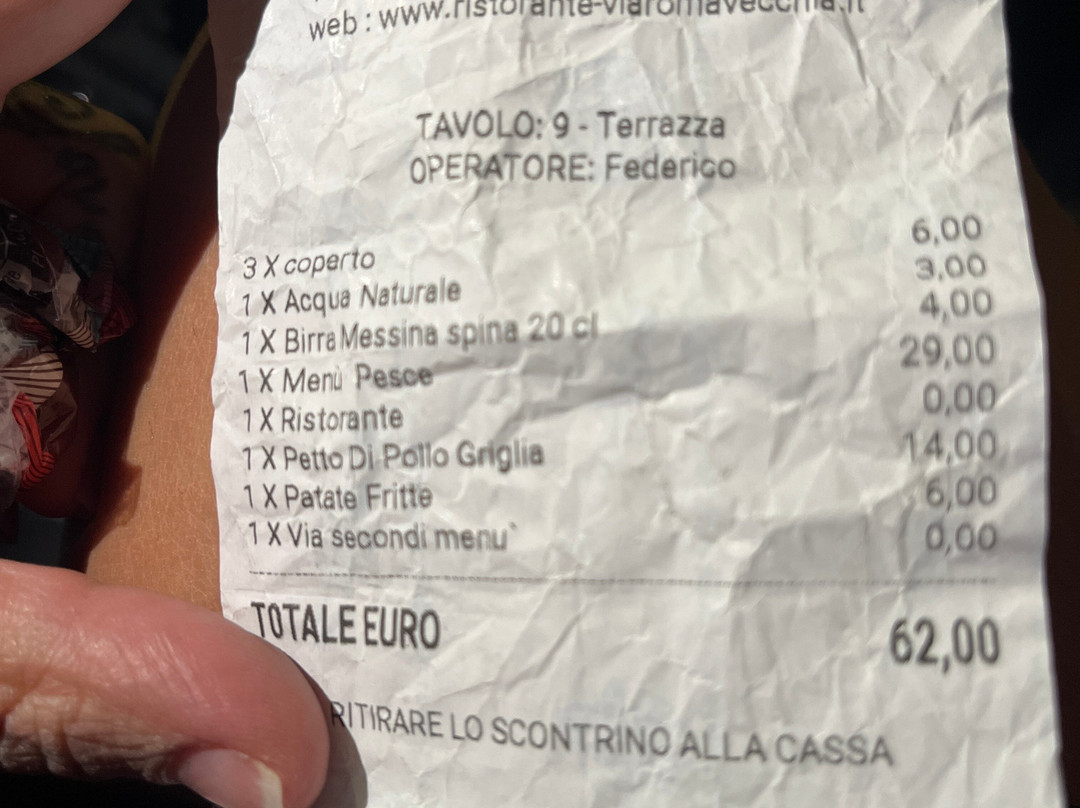 web : www.ristorante-viaromavecchia.it
TAVOLO: 9 - Terrazza
OPERATORE: Federico
3 X coperto 6,00
1 X Acqua Naturale 3,00
1 X Birra Messina spina 20 cl 4,00
1 X Menù Pesce 29,00
1 X Ristorante 0,00
1 X Petto Di Pollo Griglia 14,00
1 X Patate Fritte 6,00
1 X Via secondi menu` 0,00
TOTALE EURO 62,00
RITIRARE LO SCONTRINO ALLA CASSA